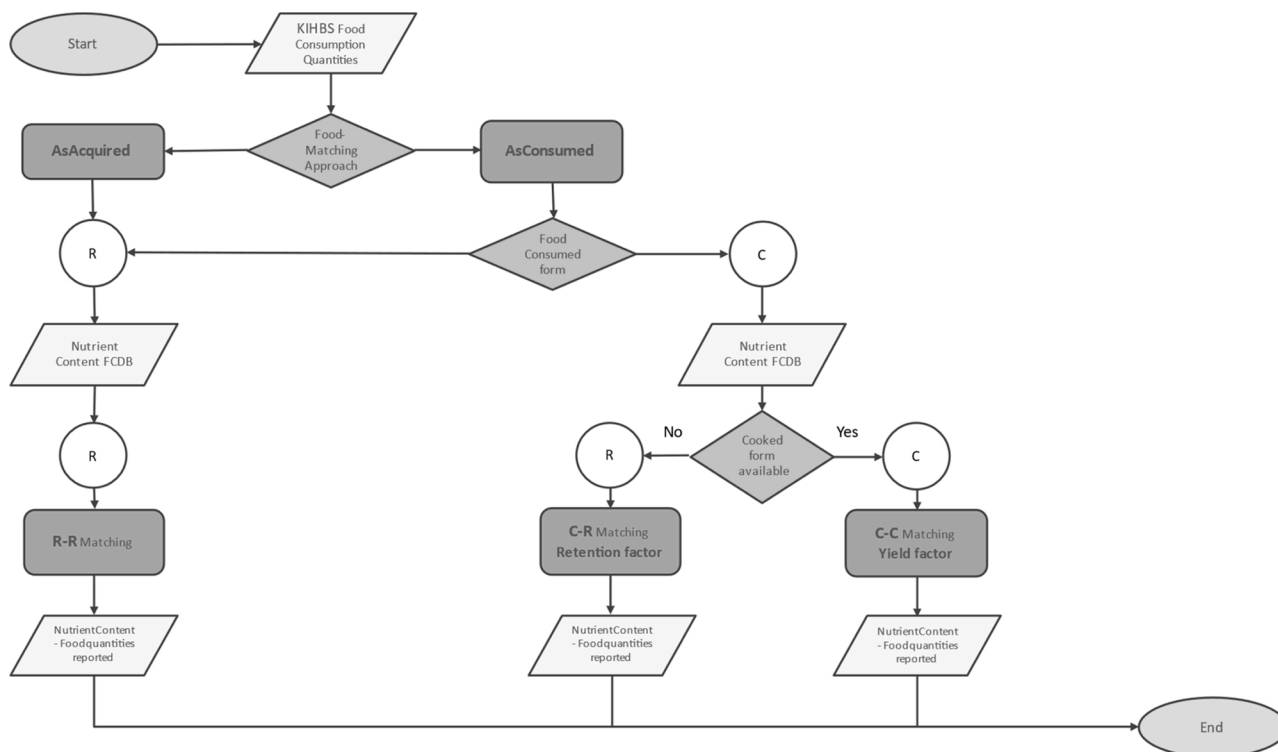 Start
KIHBS Food
Consumption
Quantities
AsAcquired
Food-
Matching
Approach
AsConsumed
R
Food
Consumed
form
C
Nutrient
Content FCDB
Nutrient
Content FCDB
R
No
Yes
R
Cooked
form
available
C
R-R Matching
C-R Matching
Retention factor
C-C Matching
Yield factor
NutrientContent
- Foodquantities
reported
NutrientContent
- Foodquantities
reported
NutrientContent
- Foodquantities
reported
End